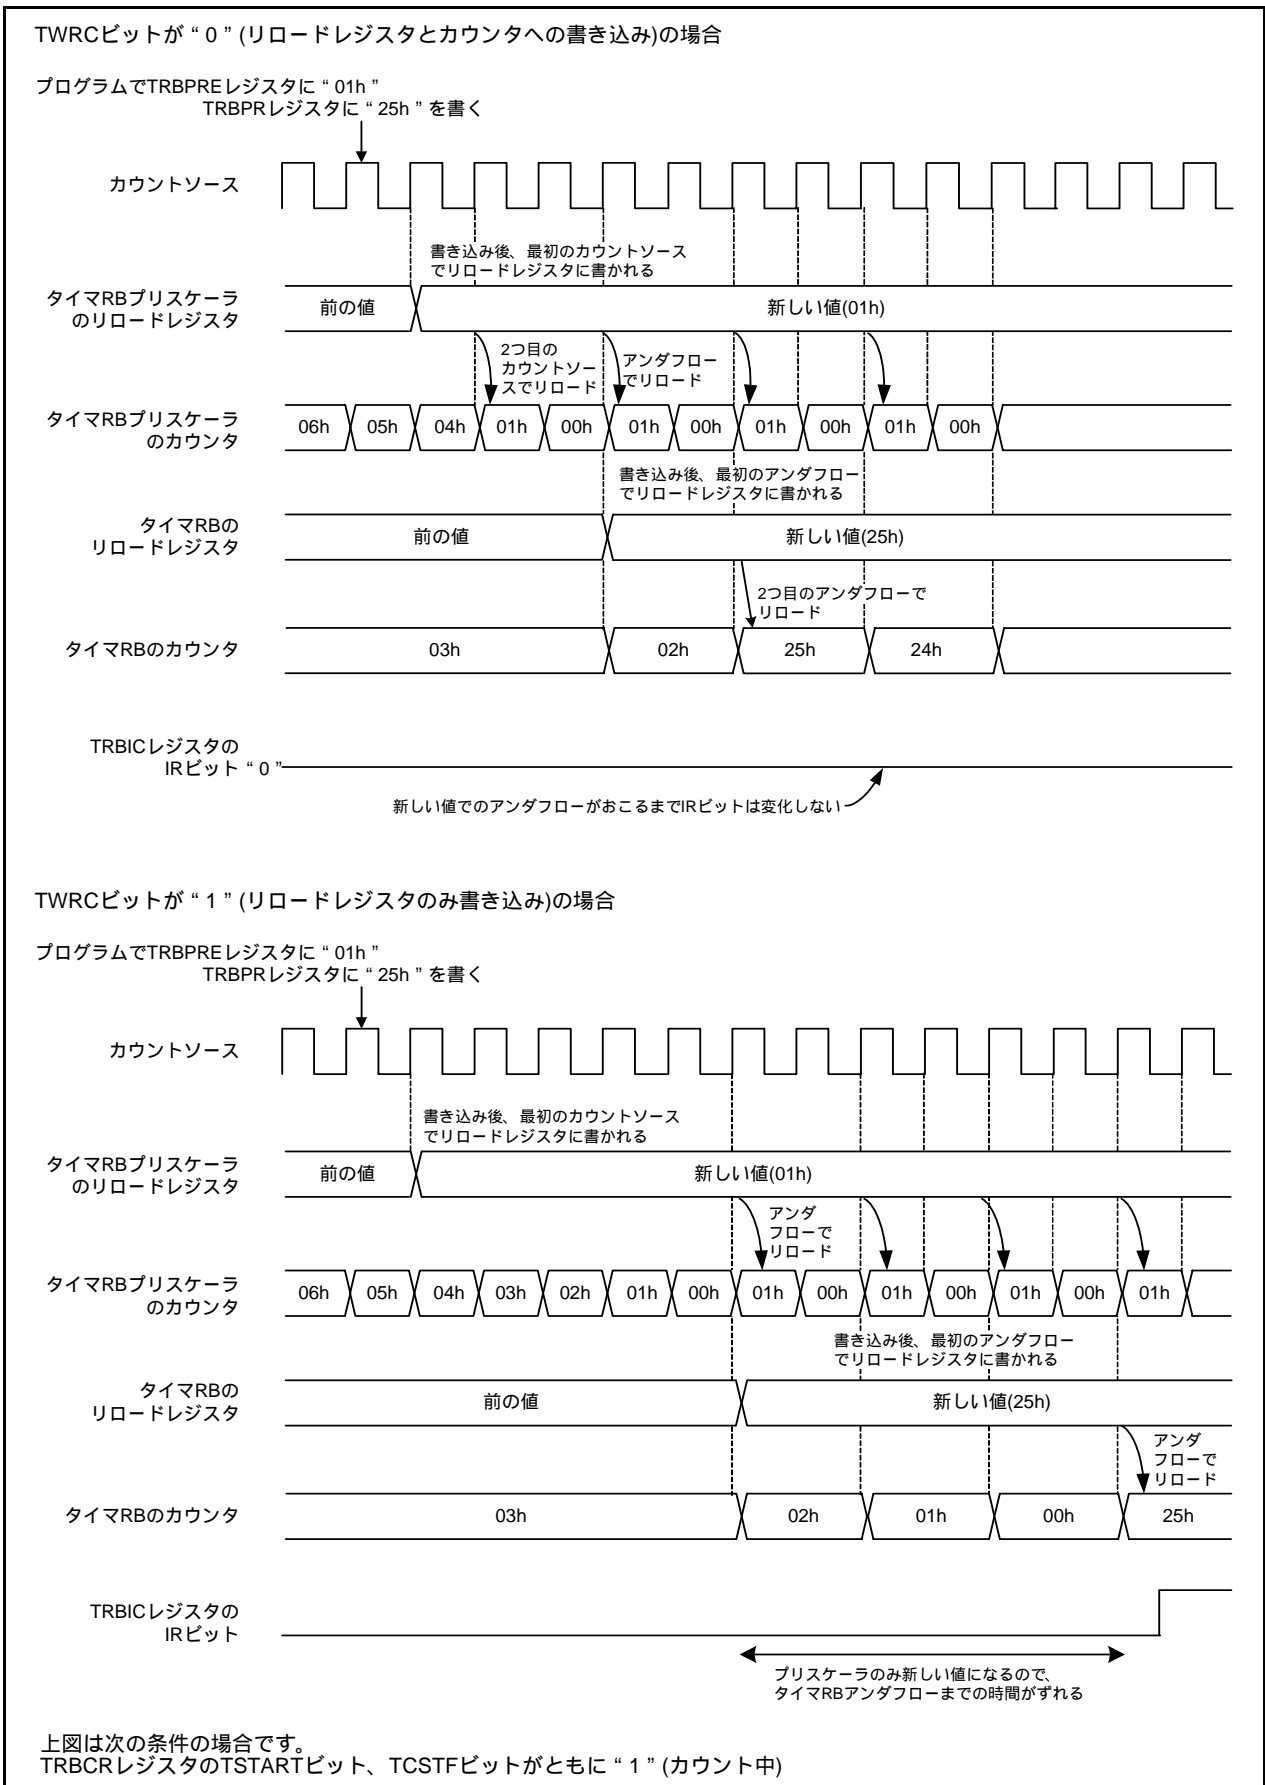 TWRCビットが“0”(リロードレジスタとカウンタへの書き込み)の場合
プログラムでTRBPREレジスタに“01h”
TRBPRレジスタに“25h”を書く
カウントソース
書き込み後、最初のカウントソース
でリロードレジスタに書かれる
タイマRBプリスケーラ
のリロードレジスタ
前の値
新しい値(01h)
2つ目の
カウントソー
スでリロード
アンダフロー
でリロード
タイマRBプリスケーラ
のカウンタ
06h 05h 04h 01h 00h 01h 00h 01h 00h 01h 00h
書き込み後、最初のアンダフロー
でリロードレジスタに書かれる
タイマRBの
リロードレジスタ
前の値
新しい値(25h)
2つ目のアンダフローで
リロード
タイマRBのカウンタ
03h 02h 25h 24h
TRBICレジスタの
IRビット“0”
新しい値でのアンダフローがおこるまでIRビットは変化しない
TWRCビットが“1”(リロードレジスタのみ書き込み)の場合
プログラムでTRBPREレジスタに“01h”
TRBPRレジスタに“25h”を書く
カウントソース
書き込み後、最初のカウントソース
でリロードレジスタに書かれる
タイマRBプリスケーラ
のリロードレジスタ
前の値
新しい値(01h)
アンダ
フローで
リロード
タイマRBプリスケーラ
のカウンタ
06h 05h 04h 03h 02h 01h 00h 01h 00h 01h 00h 01h 00h 01h
書き込み後、最初のアンダフロー
でリロードレジスタに書かれる
タイマRBの
リロードレジスタ
前の値
新しい値(25h)
アンダ
フローで
リロード
タイマRBのカウンタ
03h 02h 01h 00h 25h
TRBICレジスタの
IRビット
プリスケーラのみ新しい値になるので、
タイマRBアンダフローまでの時間がずれる
上図は次の条件の場合です。
TRBCRレジスタのTSTARTビット、TCSTFビットがともに“1”(カウント中)